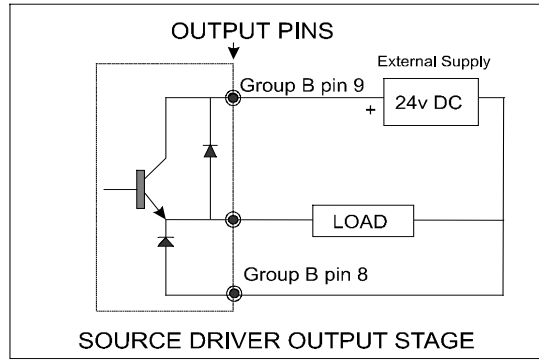 OUTPUT PINS
External Supply
Group B pin 9
+
24v DC
LOAD
Group B pin 8
SOURCE DRIVER OUTPUT STAGE